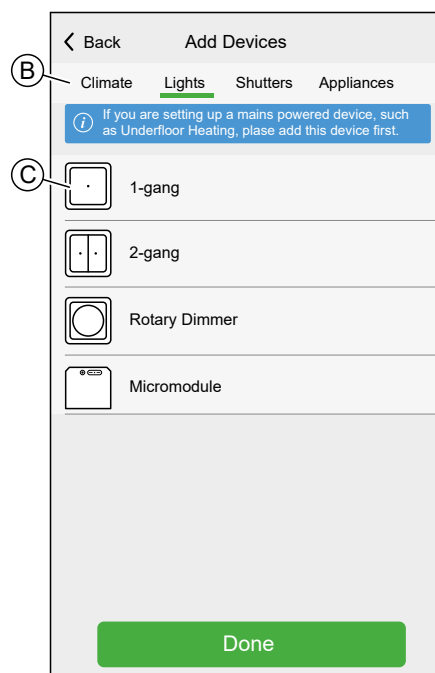 Back Add Devices
B
Climate Lights Shutters Appliances
i If you are setting up a mains powered device, such
as Underfloor Heating, plase add this device first.
C 1-gang
2-gang
Rotary Dimmer
Micromodule
Done